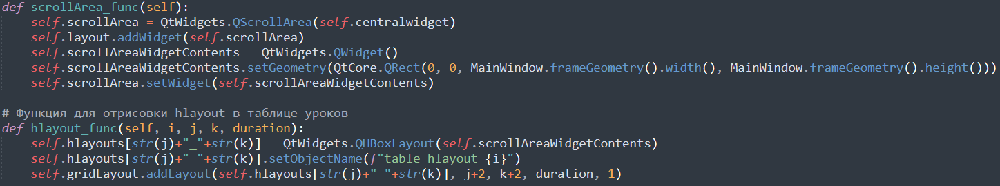 def scrollArea_func(self):
    self.scrollArea = QtWidgets.QScrollArea(self.centralwidget)
    self.layout.addWidget(self.scrollArea)
    self.scrollAreaWidgetContents = QtWidgets.QWidget()
    self.scrollAreaWidgetContents.setGeometry(QtCore.QRect(0, 0, MainWindow.frameGeometry().width(), MainWindow.frameGeometry().height()))
    self.scrollArea.setWidget(self.scrollAreaWidgetContents)

# Функция для отрисовки hlayout в таблице уроков
def hlayout_func(self, i, j, k, duration):
    self.hlayouts[str(j)+"_"+str(k)] = QtWidgets.QHBoxLayout(self.scrollAreaWidgetContents)
    self.hlayouts[str(j)+"_"+str(k)].setObjectName(f"table_hlayout_{i}")
    self.gridLayout.addLayout(self.hlayouts[str(j)+"_"+str(k)], j+2, k+2, duration, 1)